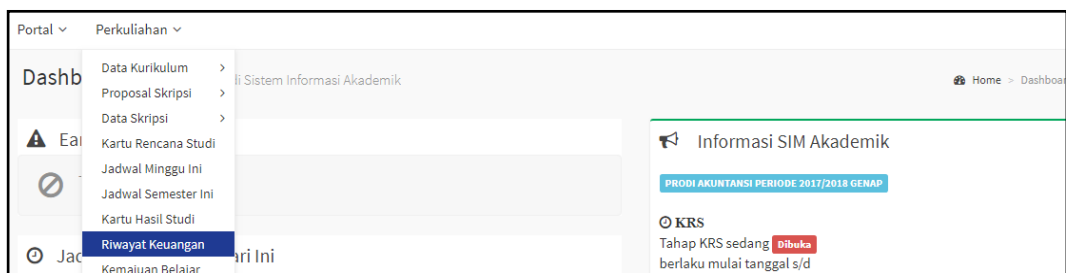 Portal Perkuliahan
Dashb
Data Kurikulum
di Sistem Informasi Akademik
Home > Dashboar
Proposal Skripsi
Data Skripsi
Ear
Kartu Rencana Studi
Informasi SIM Akademik
Jadwal Minggu Ini
Jadwal Semester Ini
PRODI AKUNTANSI PERIODE 2017/2018 GENAP
Kartu Hasil Studi
KRS
Riwayat Keuangan
Tahap KRS sedang Dibuka
Jad
ari Ini
berlaku mulai tanggal s/d
Kemajuan Belajar